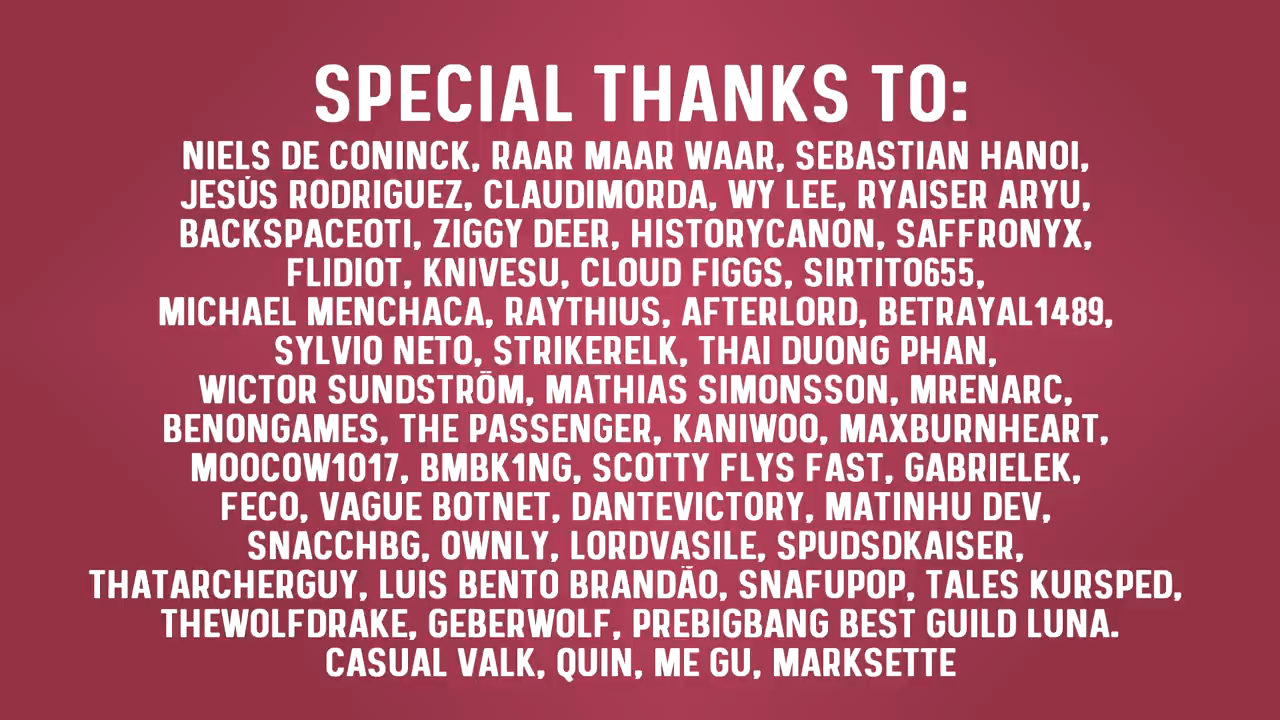 SPECIAL THANKS TO:
NIELS DE CONINCK, RAAR MAAR WAAR, SEBASTIAN HANOI,
JESÚS RODRIGUEZ, CLAUDIMORDA, WY LEE, RYAISER ARYU,
BACKSPACEOTI, ZIGGY DEER, HISTORYCANON, SAFFRONYX,
FLIDIOT, KNIVESU, CLOUD FIGGS, SIRTITO655,
MICHAEL MENCHACA, RAYTHIUS, AFTERLORD, BETRAYAL1489,
SYLVIO NETO, STRIKERELK, THAI DUONG PHAN,
WICTOR SUNDSTRÖM, MATHIAS SIMONSSON, MRENARC,
BENONGAMES, THE PASSENGER, KANIWOO, MAXBURNHEART,
MOOCOW1017, BMBK1NG, SCOTTY FLYS FAST, GABRIELEK,
FECO, VAGUE BOTNET, DANTEVICTORY, MATINHU DEV,
SNACCHBG, OWNLY, LORDVASILE, SPUDSDKAISER,
THATARCHERGUY, LUIS BENTO BRANDÃO, SNAFUPOP, TALES KURSPED,
THEWOLFDRAKE, GEBERWOLF, PREBIGBANG BEST GUILD LUNA.
CASUAL VALK, QUIN, ME GU, MARKSETTE